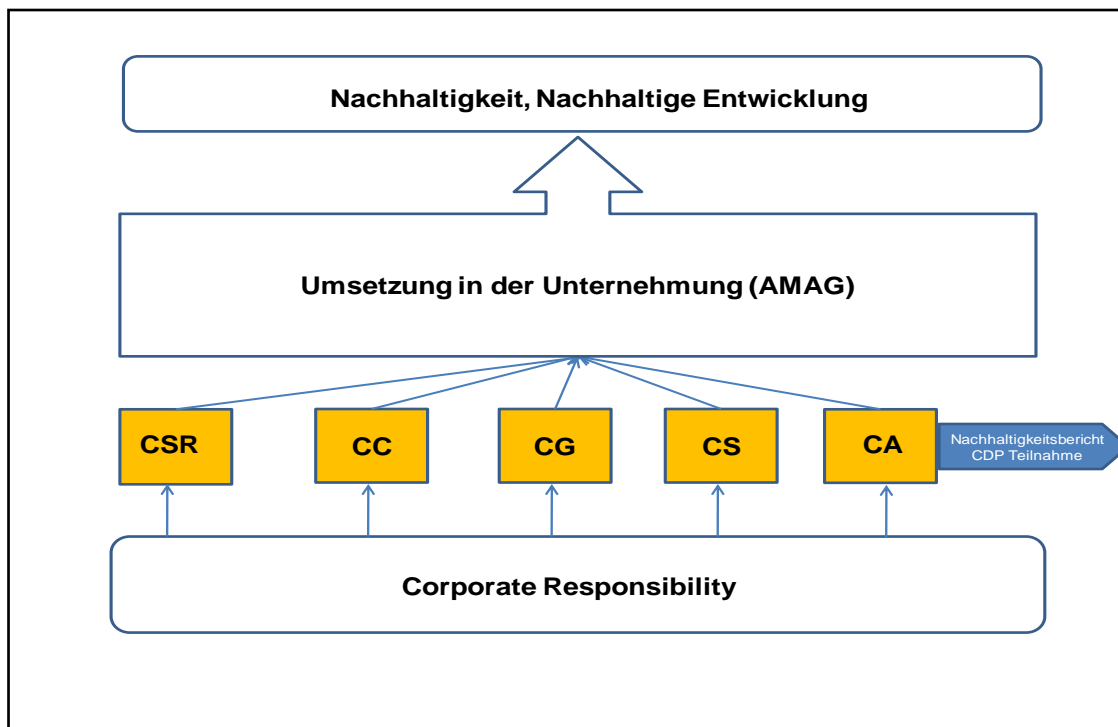 Nachhaltigkeit, Nachhaltige Entwicklung
Umsetzung in der Unternehmung (AMAG)
CSR
CC
CG
CS
CA
Nachhaltigkeitsbericht
CDP Teilnahme
Corporate Responsibility